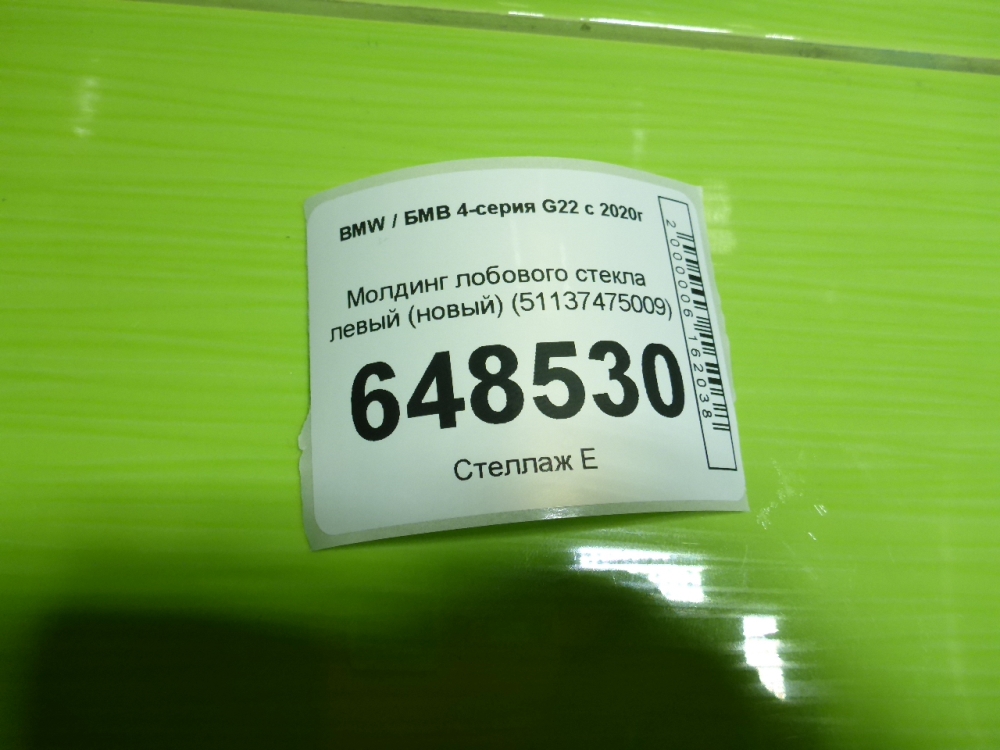 BMW / БМВ 4-серия G22 с 2020г
Молдинг лобового стекла
левый (новый) (51137475009)
648530
Стеллаж Е
2000006162038